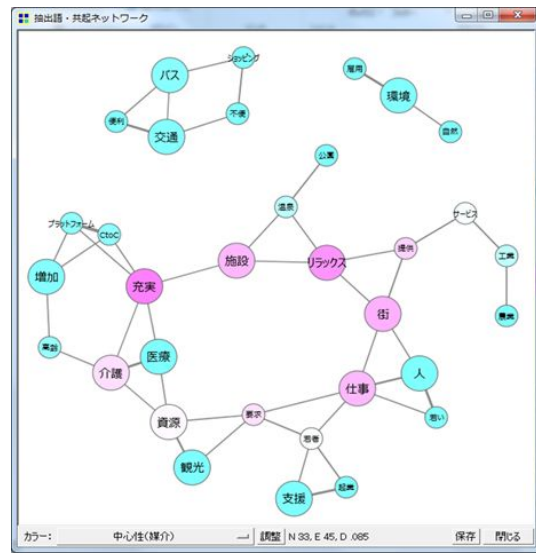 抽出語・共起ネットワーク
ショッピング
バス
雇用
環境
便利
不便
交通
自然
公園
温泉
サービス
プラットフォーム
CtoC
提供
施設
リラックス
工業
増加
充実
街
農業
高齢
医療
介護
人
仕事
若い
資源
要求
若者
観光
起業
支援
カラー: 中心性(媒介) 調整 N 33, E 45, D .085 保存 閉じる